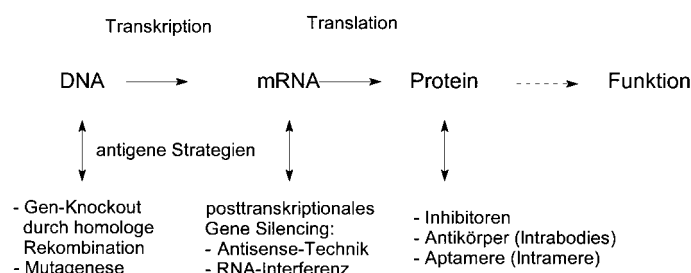 Transkription Translation
DNA mRNA Protein Funktion
antigene Strategien
- Gen-Knockout
durch homologe
Rekombination
- Mutagenese
posttranskriptionales
Gene Silencing:
- Antisense-Technik
- RNA-Interferenz
- Inhibitoren
- Antikörper (Intrabodies)
- Aptamere (Intramere)